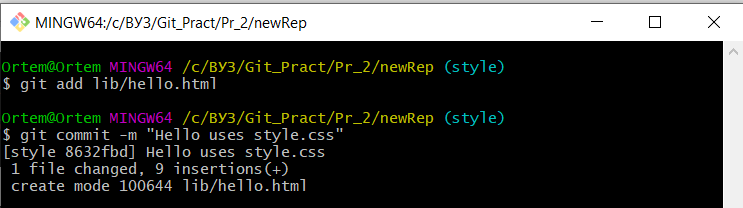 MINGW64:/c/ВУЗ/Git_Pract/Pr_2/newRep
Ortem@Ortem MINGW64 /c/ВУЗ/Git_Pract/Pr_2/newRep (style)
$ git add lib/hello.html
Ortem@Ortem MINGW64 /c/ВУЗ/Git_Pract/Pr_2/newRep (style)
$ git commit -m "Hello uses style.css"
[style 8632fbd] Hello uses style.css
 1 file changed, 9 insertions(+)
 create mode 100644 lib/hello.html